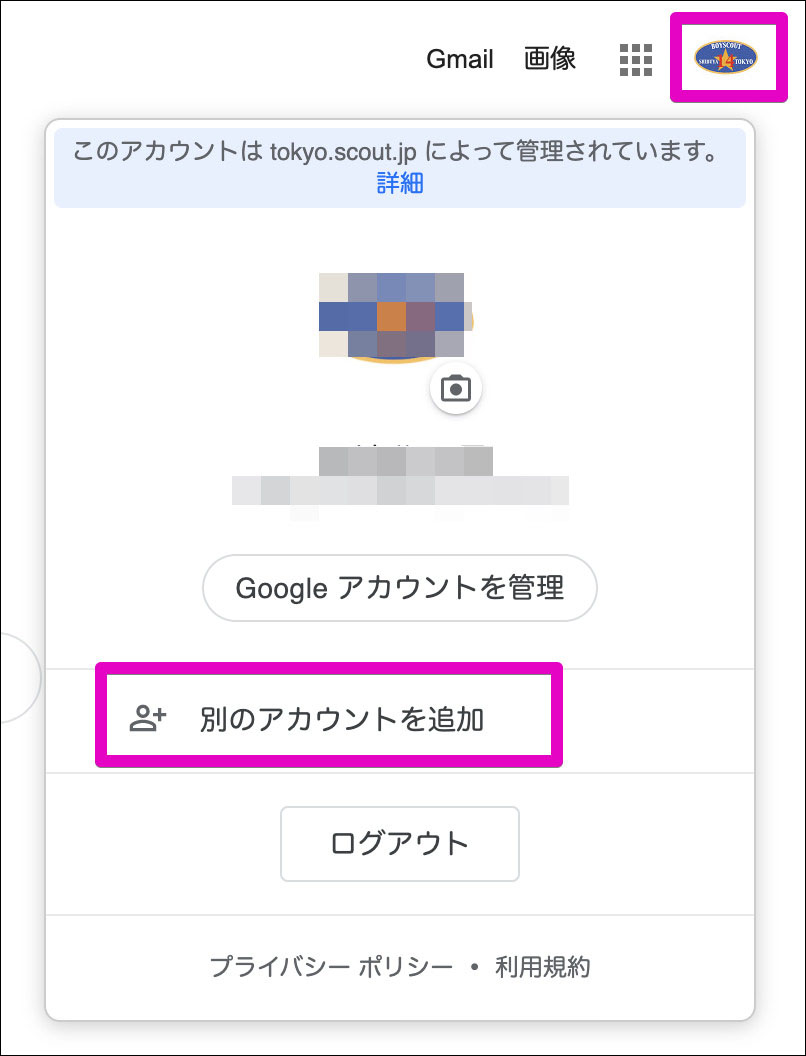 Gmail 画像
BOYSCOUT
SHIBUYA 14 TOKYO
このアカウントは tokyo.scout.jp によって管理されています。
詳細
Google アカウントを管理
別のアカウントを追加
ログアウト
プライバシー ポリシー • 利用規約